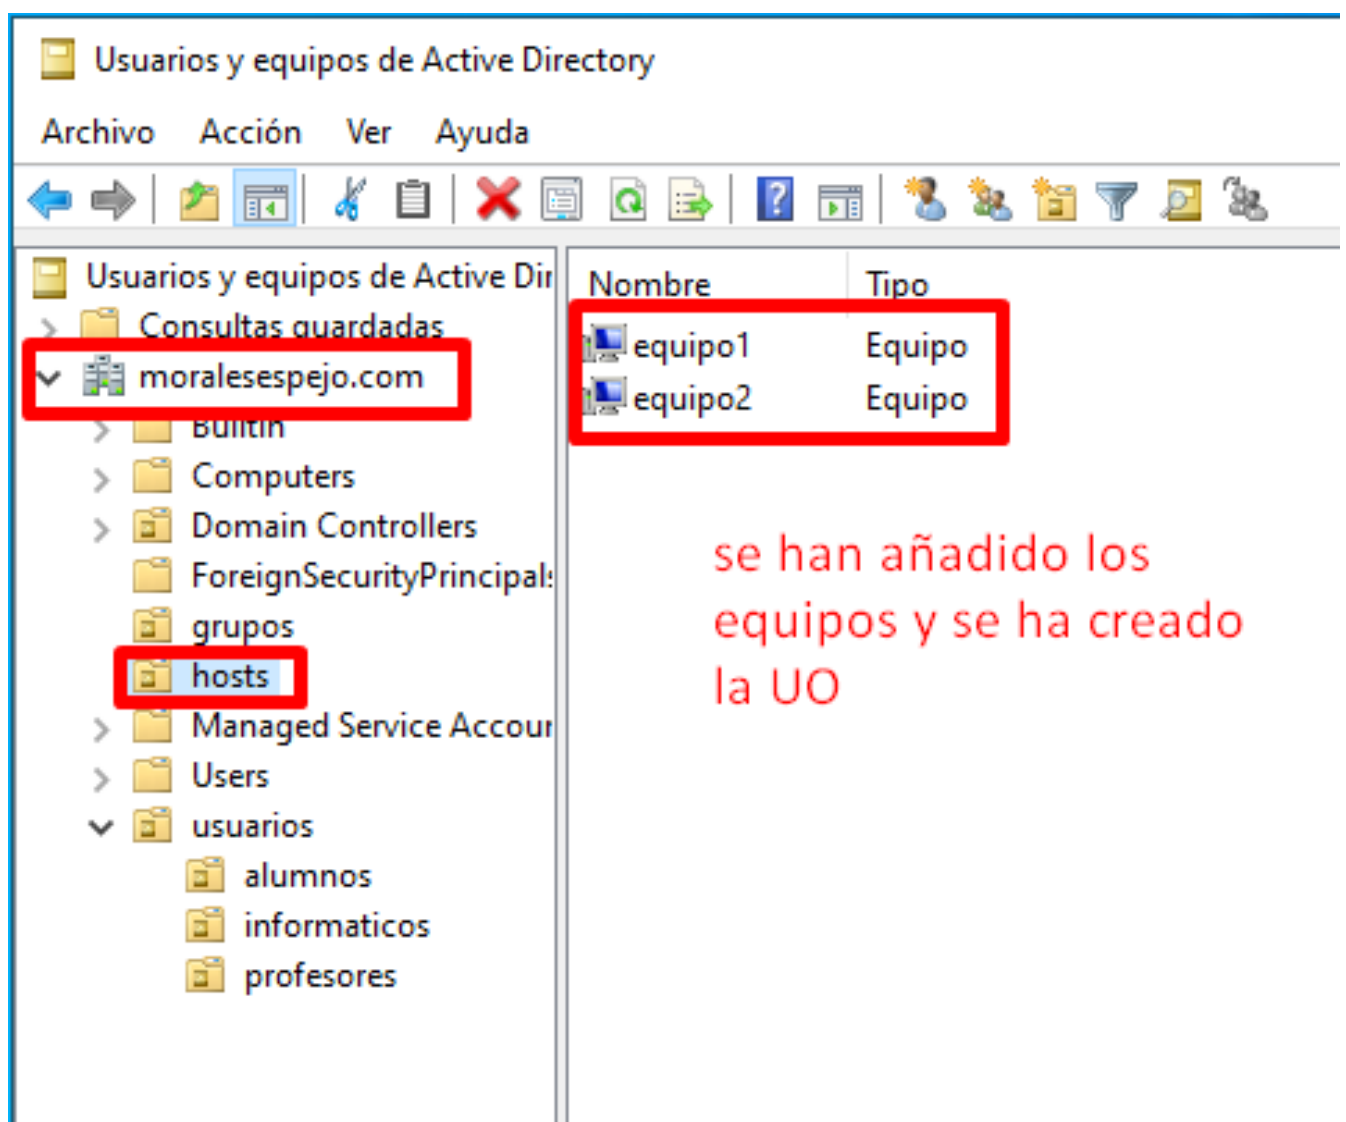 Usuarios y equipos de Active Directory
Archivo Acción Ver Ayuda
Usuarios y equipos de Active Dir
Consultas guardadas
moralesespejo.com
Builtin
Computers
Domain Controllers
ForeignSecurityPrincipals
grupos
hosts
Managed Service Accour
Users
usuarios
alumnos
informaticos
profesores
Nombre Tipo
equipo1 Equipo
equipo2 Equipo
se han añadido los
equipos y se ha creado
la UO